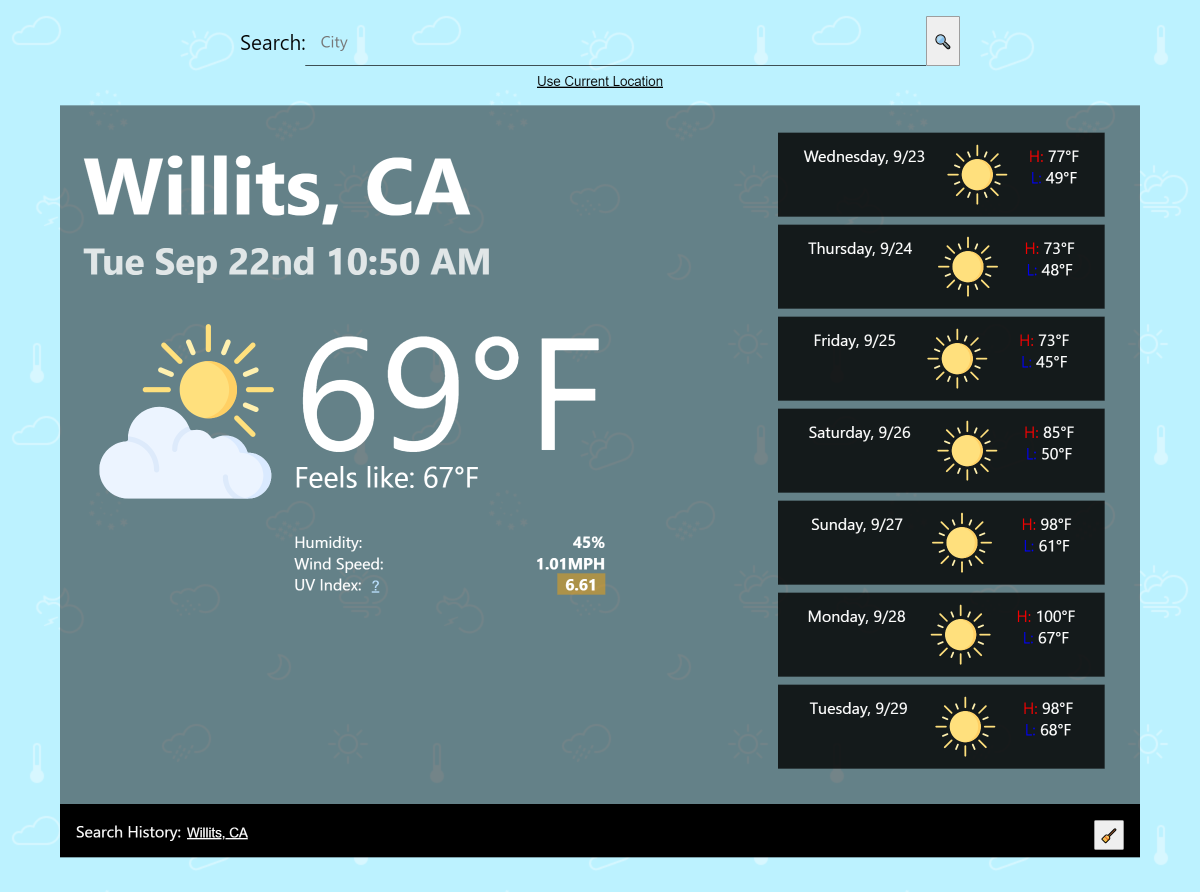 Search: City
Use Current Location
Willits, CA
Tue Sep 22nd 10:50 AM
69°F
Feels like: 67°F
Humidity: 45%
Wind Speed: 1.01MPH
UV Index: ? 6.61
Wednesday, 9/23 H: 77°F
L: 49°F
Thursday, 9/24 H: 73°F
L: 48°F
Friday, 9/25 H: 73°F
L: 45°F
Saturday, 9/26 H: 85°F
L: 50°F
Sunday, 9/27 H: 98°F
L: 61°F
Monday, 9/28 H: 100°F
L: 67°F
Tuesday, 9/29 H: 98°F
L: 68°F
Search History: Willits, CA